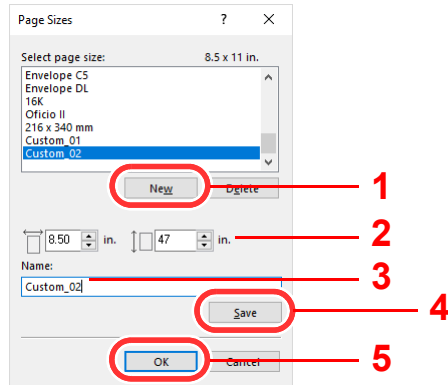 Page Sizes ? ×
Select page size: 8.5 x 11 in.
Envelope C5
Envelope DL
16K
Oficio II
216 x 340 mm
Custom_01
Custom_02
New Delete 1
8.50 in. 47 in. 2
Name: 3
Custom_02
Save 4
OK Cancel 5